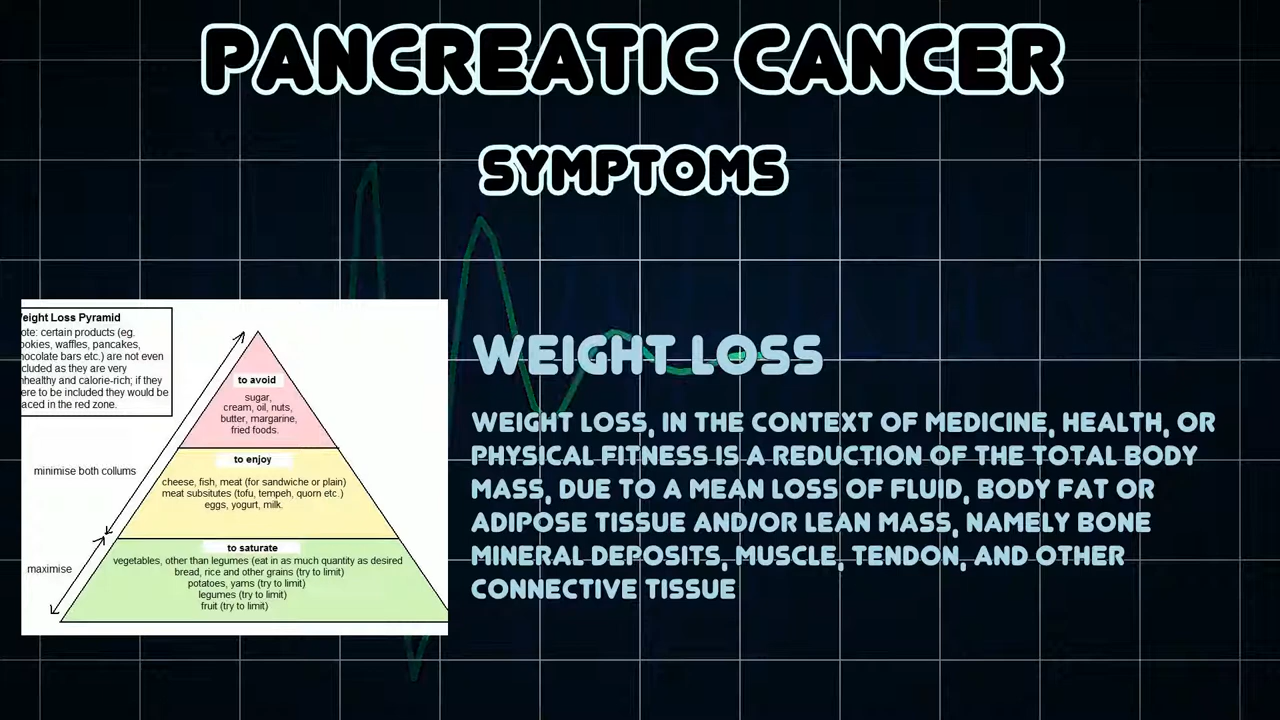 PANCREATIC CANCER
SYMPTOMS
eight Loss Pyramid
ote: certain products (eg.
ookies, waffles, pancakes,
hocolate bars etc.) are not even
cluded as they are very
nhealthy and calorie-rich; if they
ere to be included they would be
aced in the red zone.
to avoid
sugar,
cream, oil, nuts,
butter, margarine,
fried foods.
minimise both collums
to enjoy
cheese, fish, meat (for sandwiche or plain)
meat subsitutes (tofu, tempeh, quorn etc.)
eggs, yogurt, milk.
maximise
to saturate
vegetables, other than legumes (eat in as much quantity as desired
bread, rice and other grains (try to limit)
potatoes, yams (try to limit)
legumes (try to limit)
fruit (try to limit)
WEIGHT LOSS
WEIGHT LOSS, IN THE CONTEXT OF MEDICINE, HEALTH, OR
PHYSICAL FITNESS IS A REDUCTION OF THE TOTAL BODY
MASS, DUE TO A MEAN LOSS OF FLUID, BODY FAT OR
ADIPOSE TISSUE AND/OR LEAN MASS, NAMELY BONE
MINERAL DEPOSITS, MUSCLE, TENDON, AND OTHER
CONNECTIVE TISSUE